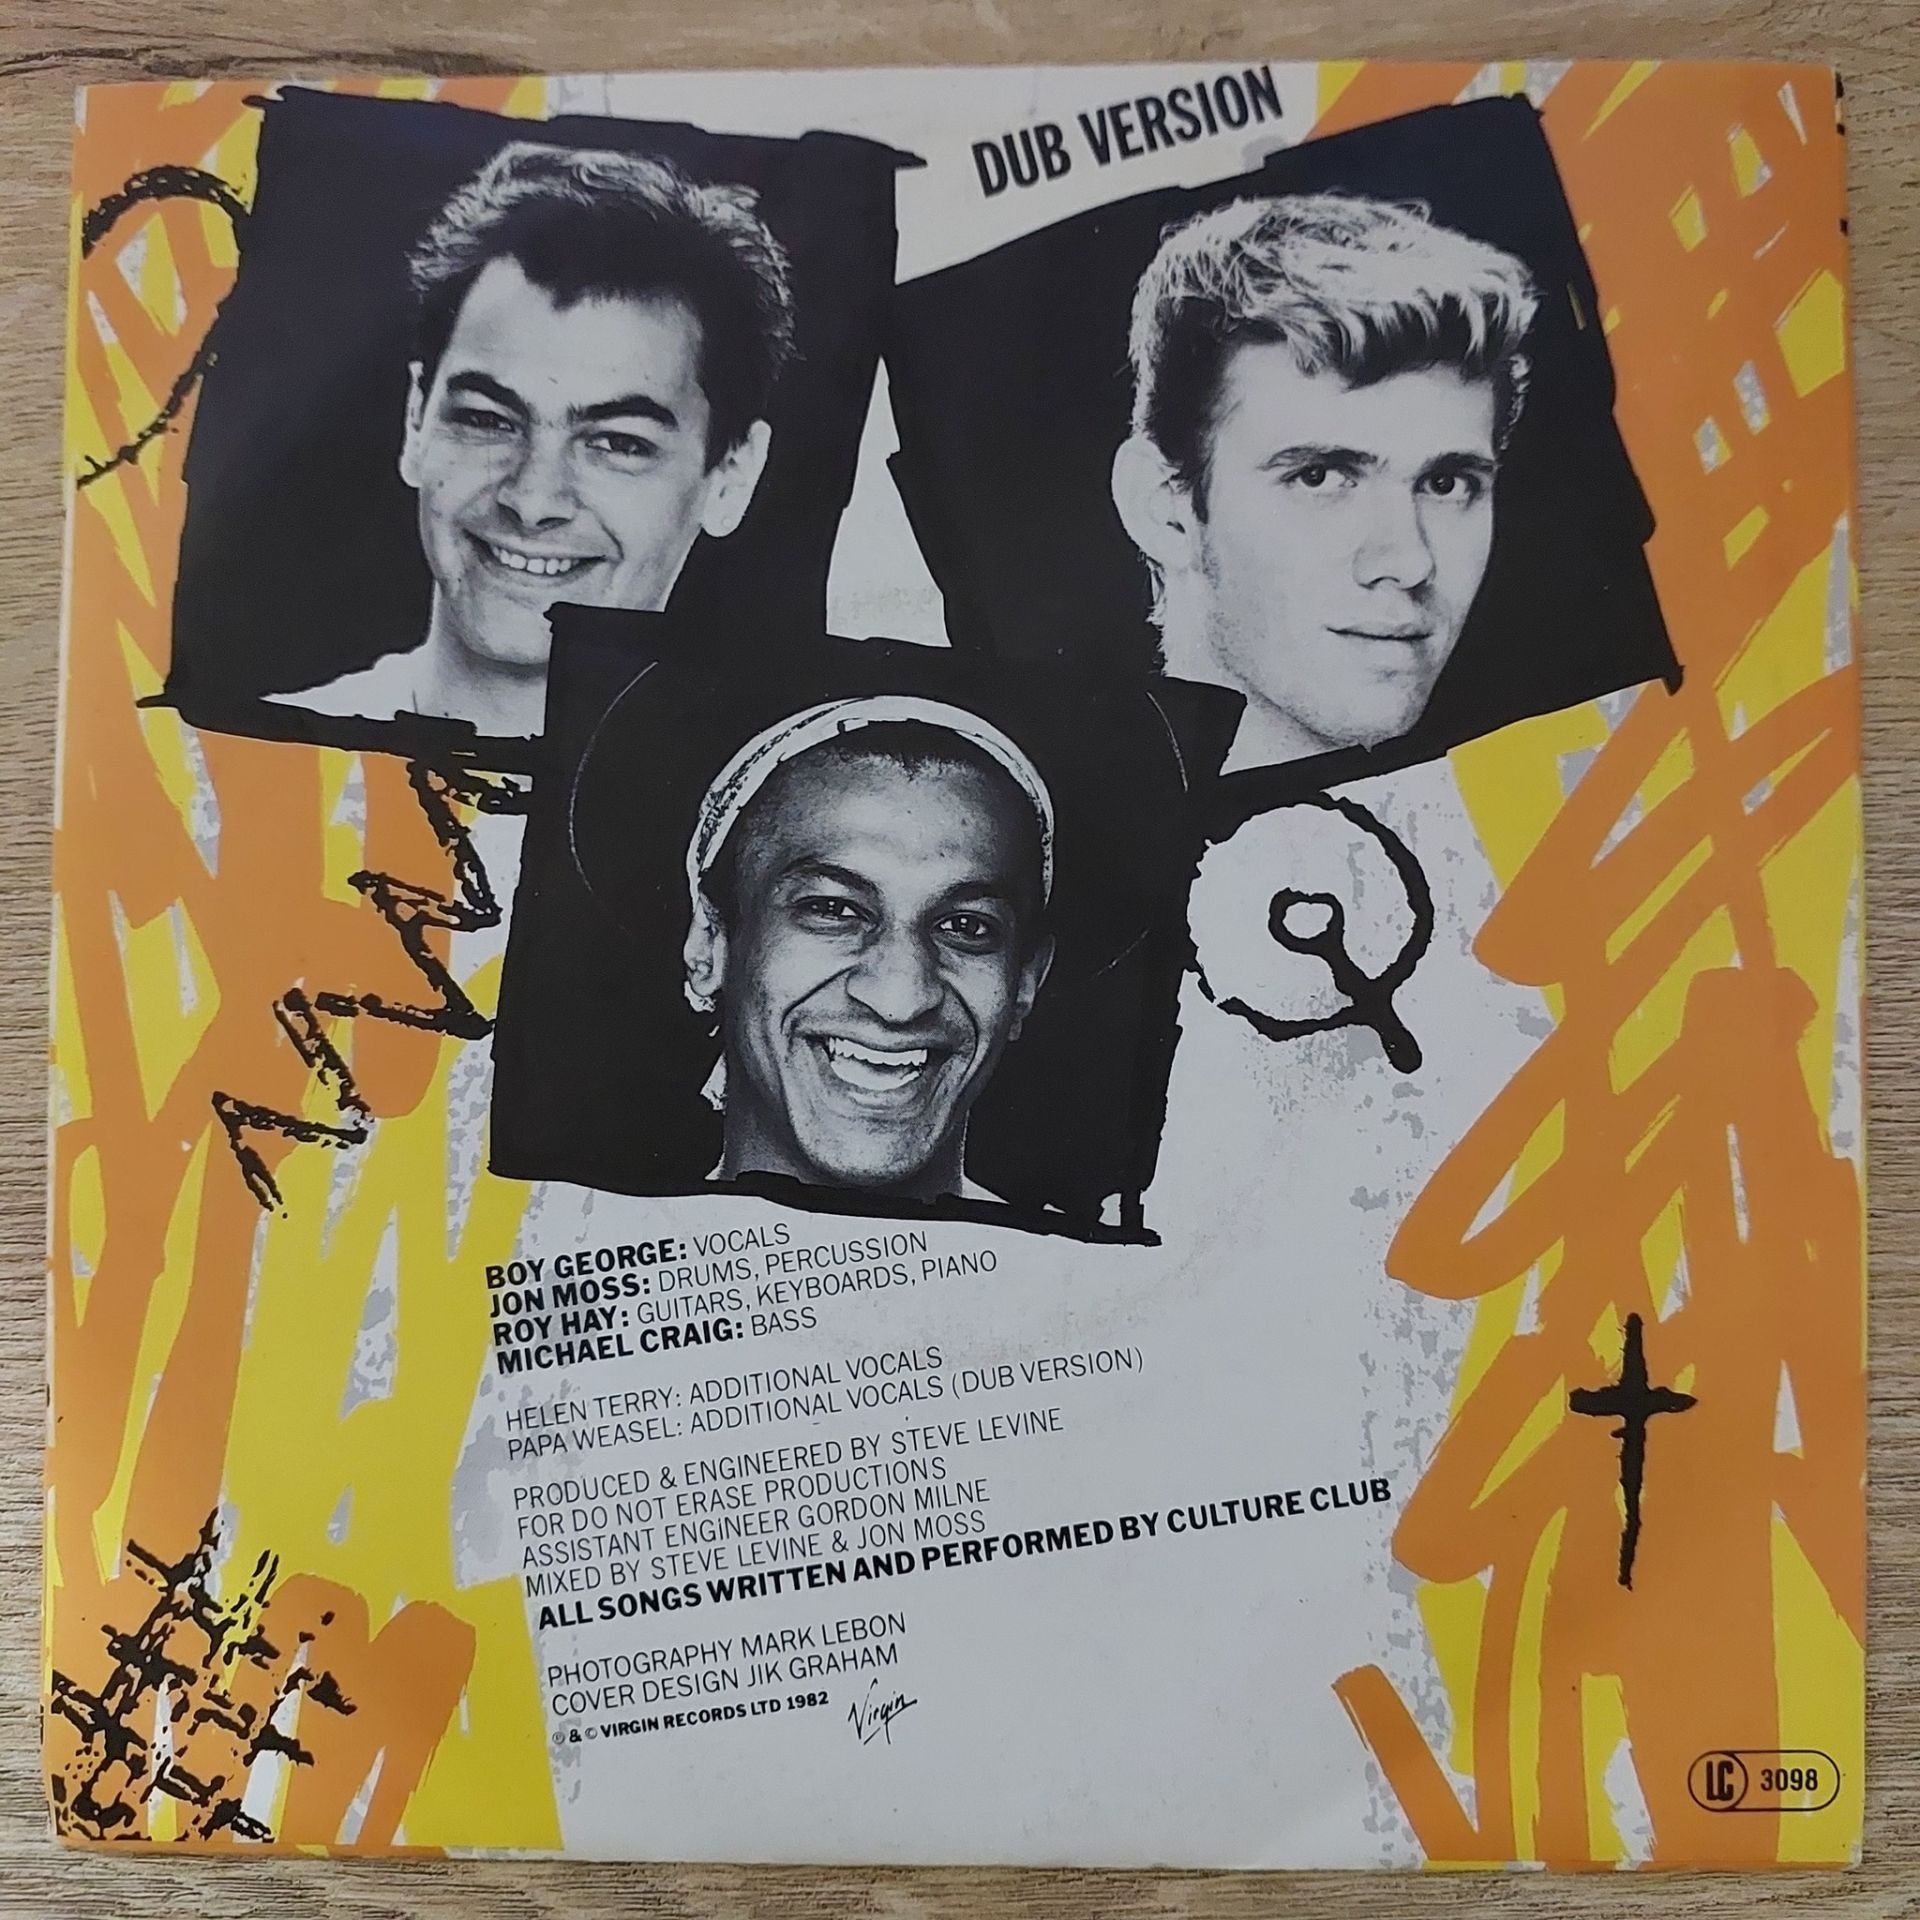 DUB VERSION
BOY GEORGE: VOCALS
JON MOSS: DRUMS, PERCUSSION
ROY HAY: GUITARS, KEYBOARDS, PIANO
MICHAEL CRAIG: BASS
HELEN TERRY: ADDITIONAL VOCALS
PAPA WEASEL: ADDITIONAL VOCALS (DUB VERSION)
PRODUCED & ENGINEERED BY STEVE LEVINE
FOR DO NOT ERASE PRODUCTIONS
ASSISTANT ENGINEER GORDON MILNE
MIXED BY STEVE LEVINE & JON MOSS
ALL SONGS WRITTEN AND PERFORMED BY CULTURE CLUB
PHOTOGRAPHY MARK LEBON
COVER DESIGN JIK GRAHAM
℗ & © VIRGIN RECORDS LTD 1982
Virgin
LC 3098